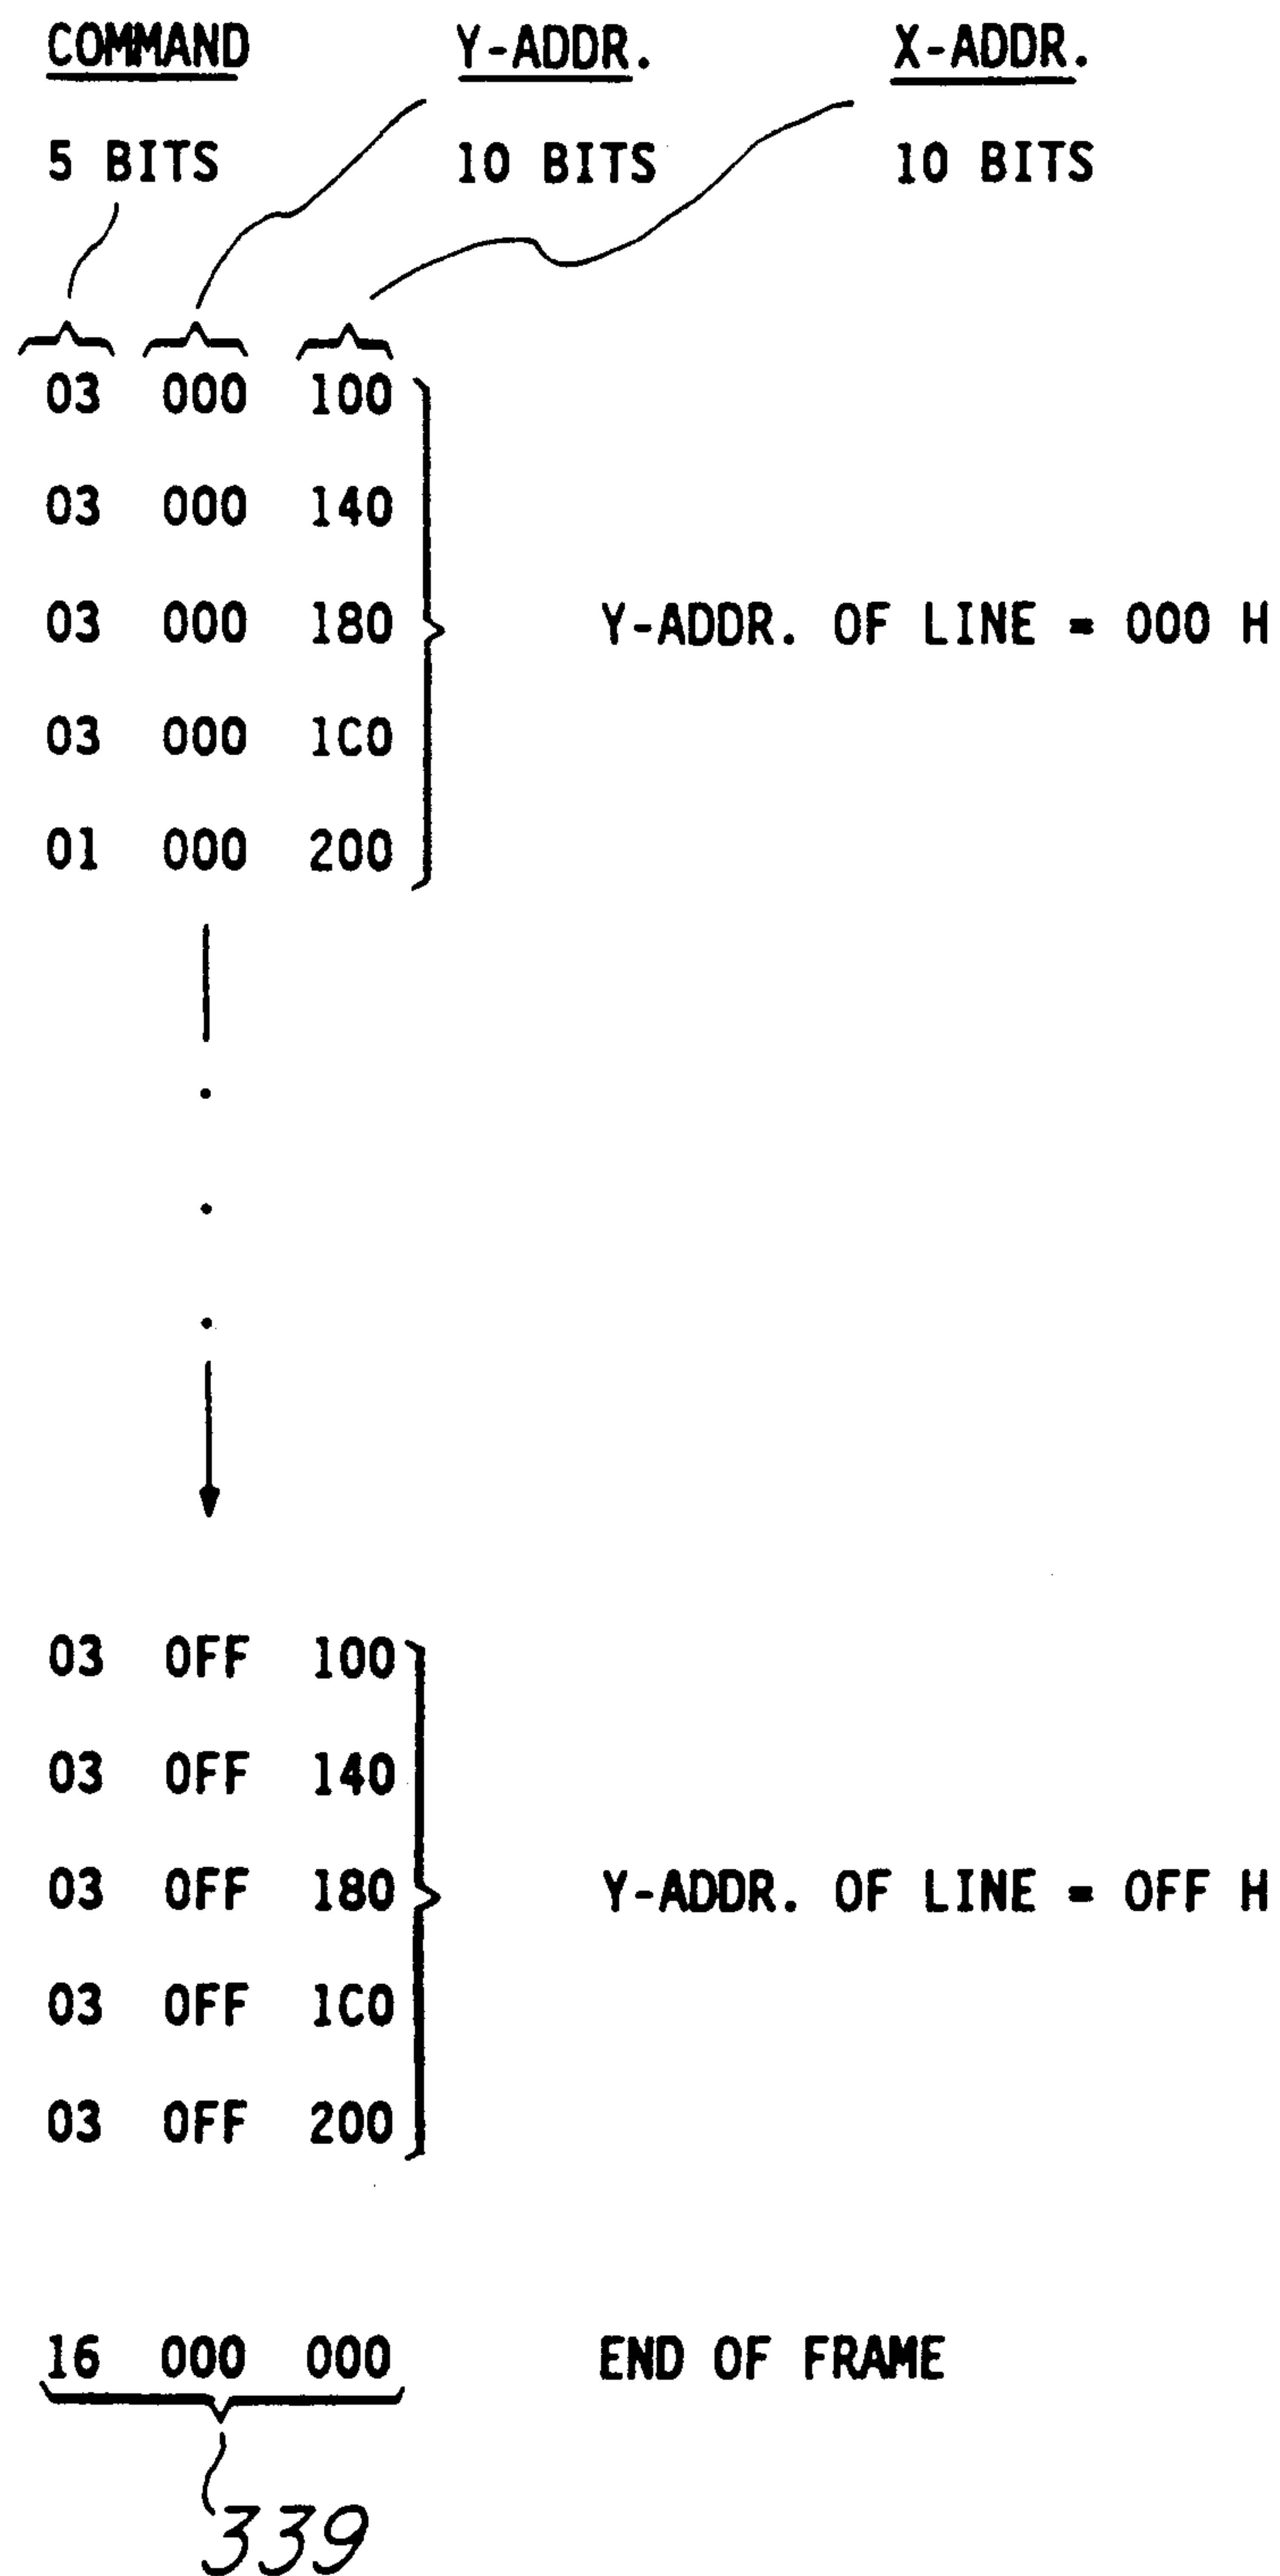 COMMAND Y-ADDR. X-ADDR.
5 BITS 10 BITS 10 BITS
03 000 100
03 000 140
03 000 180 Y-ADDR. OF LINE = 000 H
03 000 1C0
01 000 200
03 0FF 100
03 0FF 140
03 0FF 180 Y-ADDR. OF LINE = 0FF H
03 0FF 1C0
03 0FF 200
16 000 000 END OF FRAME
339